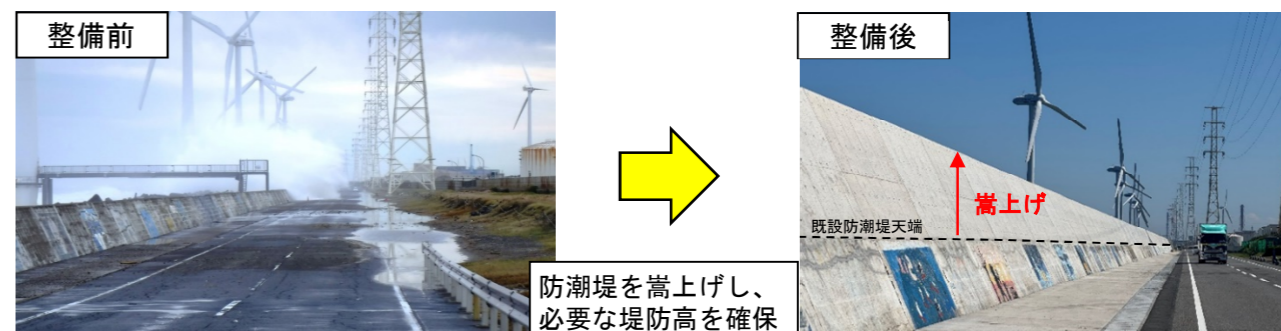 整備前
整備後
嵩上げ
既設防潮堤天端
防潮堤を嵩上げし、
必要な堤防高を確保